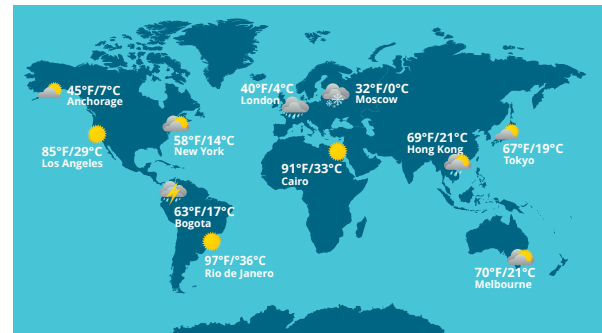 45°F/7°C
Anchorage
40°F/4°C
London
32°F/0°C
Moscow
85°F/29°C
Los Angeles
58°F/14°C
New York
91°F/33°C
Cairo
69°F/21°C
Hong Kong
67°F/19°C
Tokyo
63°F/17°C
Bogota
97°F/°36°C
Rio de Janero
70°F/21°C
Melbourne